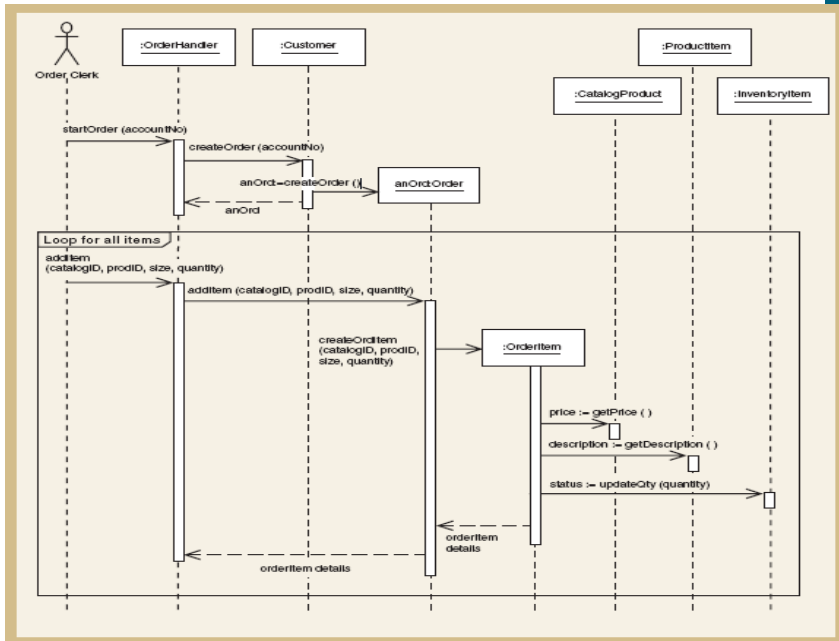 :OrderHandler
:Customer
:ProductItem
Order Clerk
:CatalogProduct
:InventoryItem
startOrder (accountNo)
createOrder (accountNo)
anOrd:=createOrder ()
anOrd:Order
anOrd
Loop for all items
addItem
(catalogID, prodID, size, quantity)
addItem (catalogID, prodID, size, quantity)
createOrdItem
(catalogID, prodID,
size, quantity)
:OrderItem
price := getPrice ( )
description := getDescription ( )
status := updateQty (quantity)
orderItem
details
orderItem details